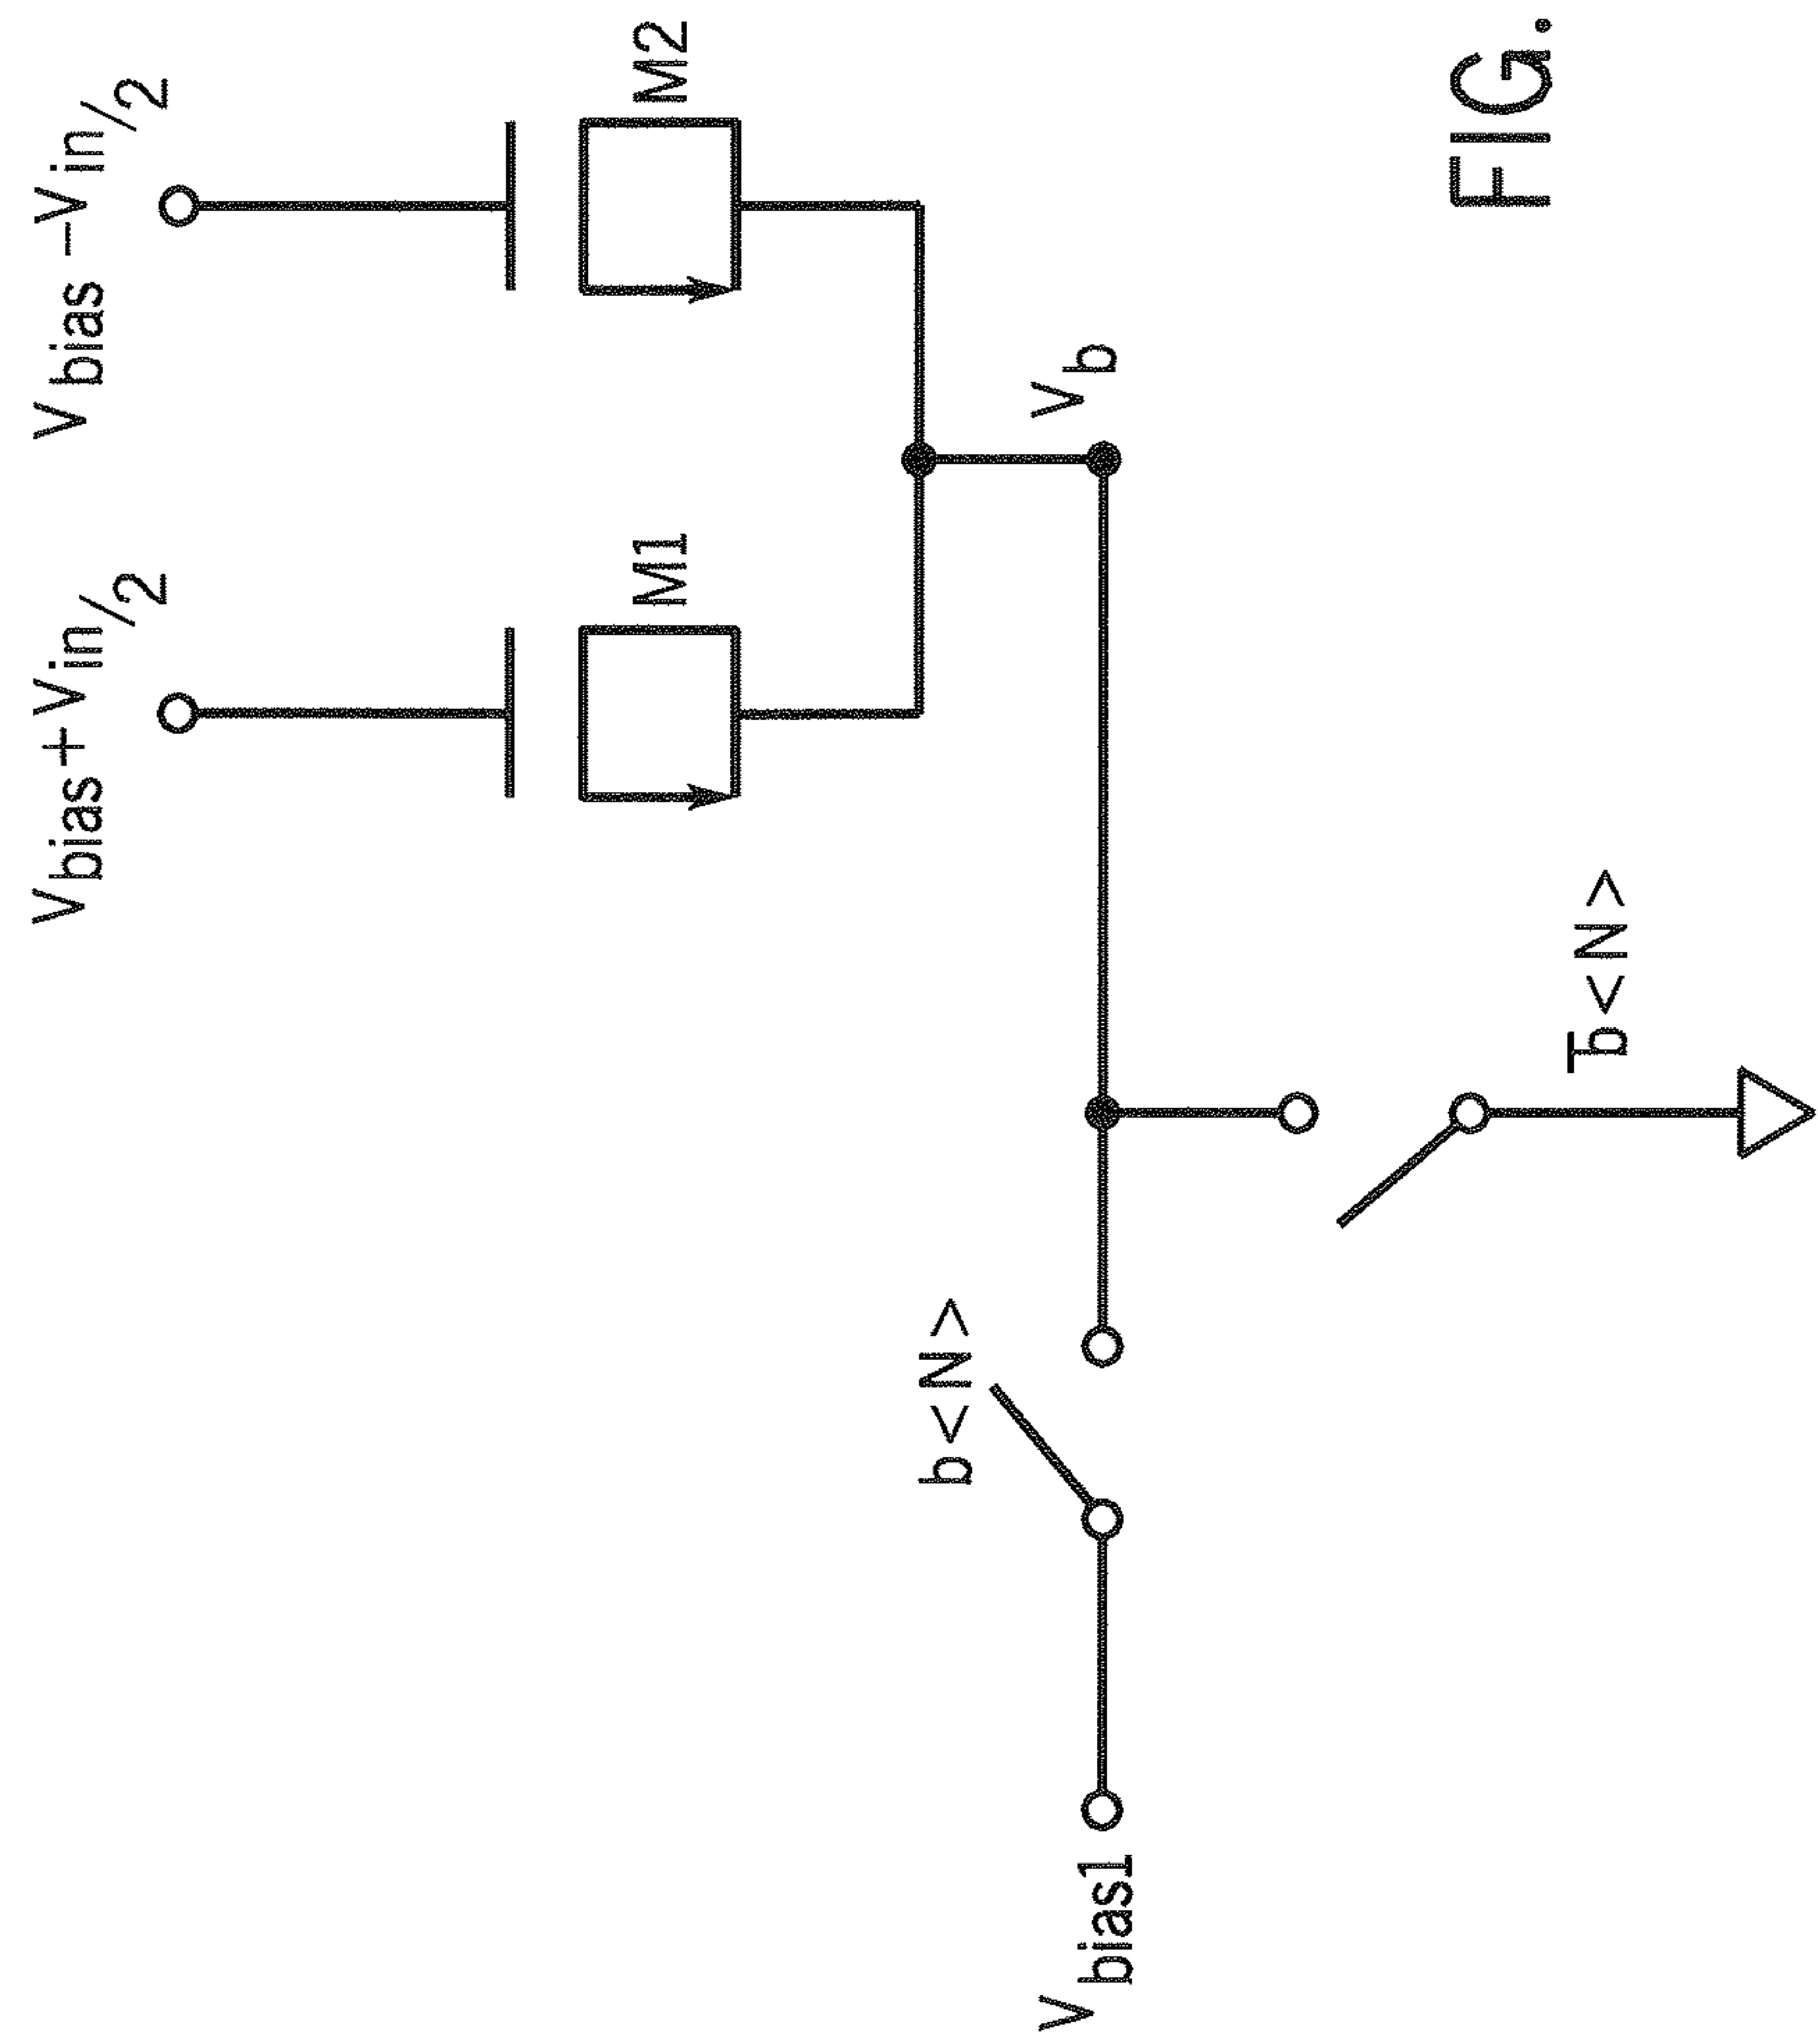 Vbias+Vin/2
Vbias-Vin/2
M1
M2
Vb
b<N>
b̅<N>
Vbias1
FIG.